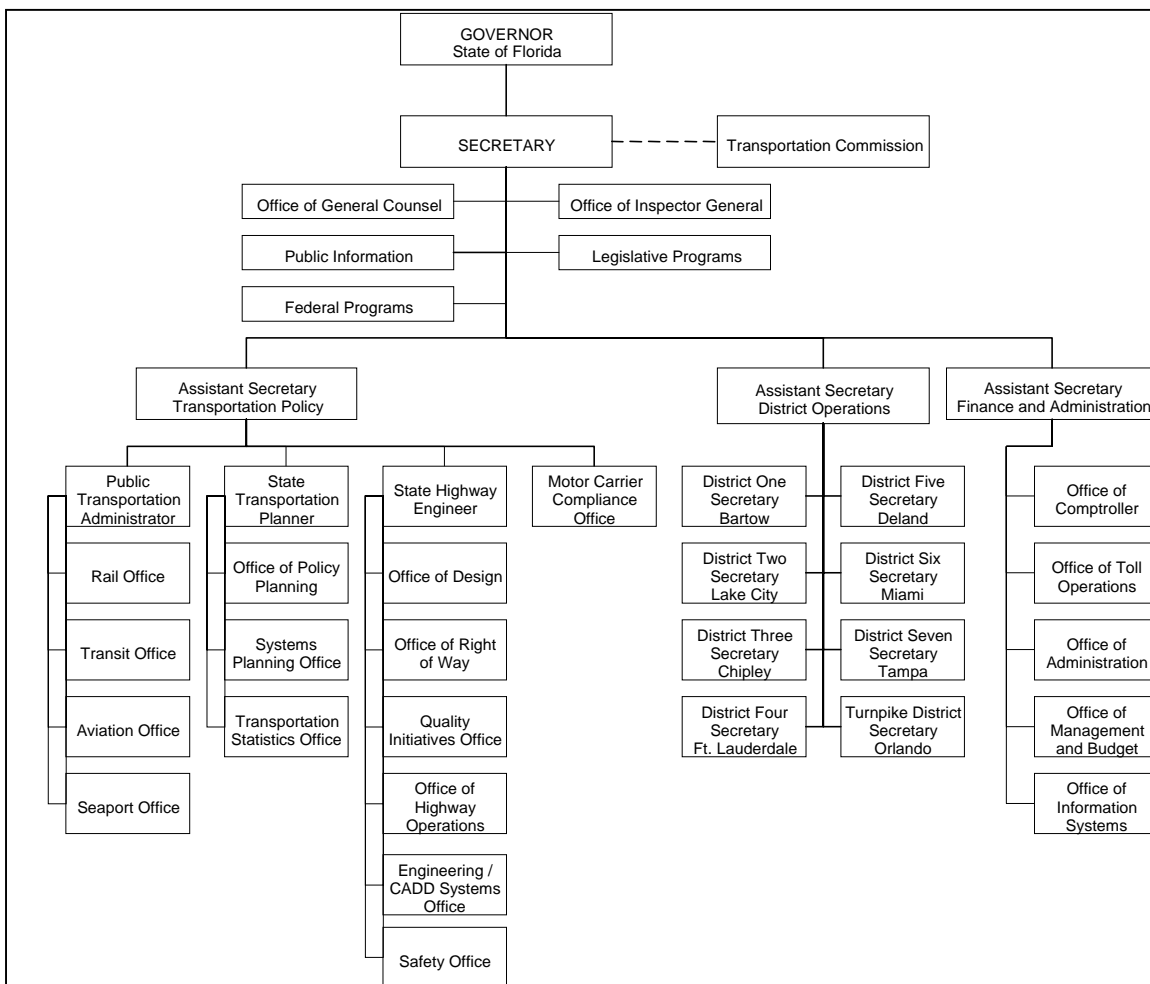 GOVERNOR
State of Florida
SECRETARY
Transportation Commission
Office of General Counsel
Office of Inspector General
Public Information
Legislative Programs
Federal Programs
Assistant Secretary
Transportation Policy
Assistant Secretary
District Operations
Assistant Secretary
Finance and Administration
Public
Transportation
Administrator
State
Transportation
Planner
State Highway
Engineer
Motor Carrier
Compliance
Office
District One
Secretary
Bartow
District Five
Secretary
Deland
Office of
Comptroller
Rail Office
Office of Policy
Planning
Office of Design
District Two
Secretary
Lake City
District Six
Secretary
Miami
Office of Toll
Operations
Transit Office
Systems
Planning Office
Office of Right
of Way
District Three
Secretary
Chipley
District Seven
Secretary
Tampa
Office of
Administration
Aviation Office
Transportation
Statistics Office
Quality
Initiatives Office
District Four
Secretary
Ft. Lauderdale
Turnpike District
Secretary
Orlando
Office of
Management
and Budget
Seaport Office
Office of
Highway
Operations
Office of
Information
Systems
Engineering /
CADD Systems
Office
Safety Office